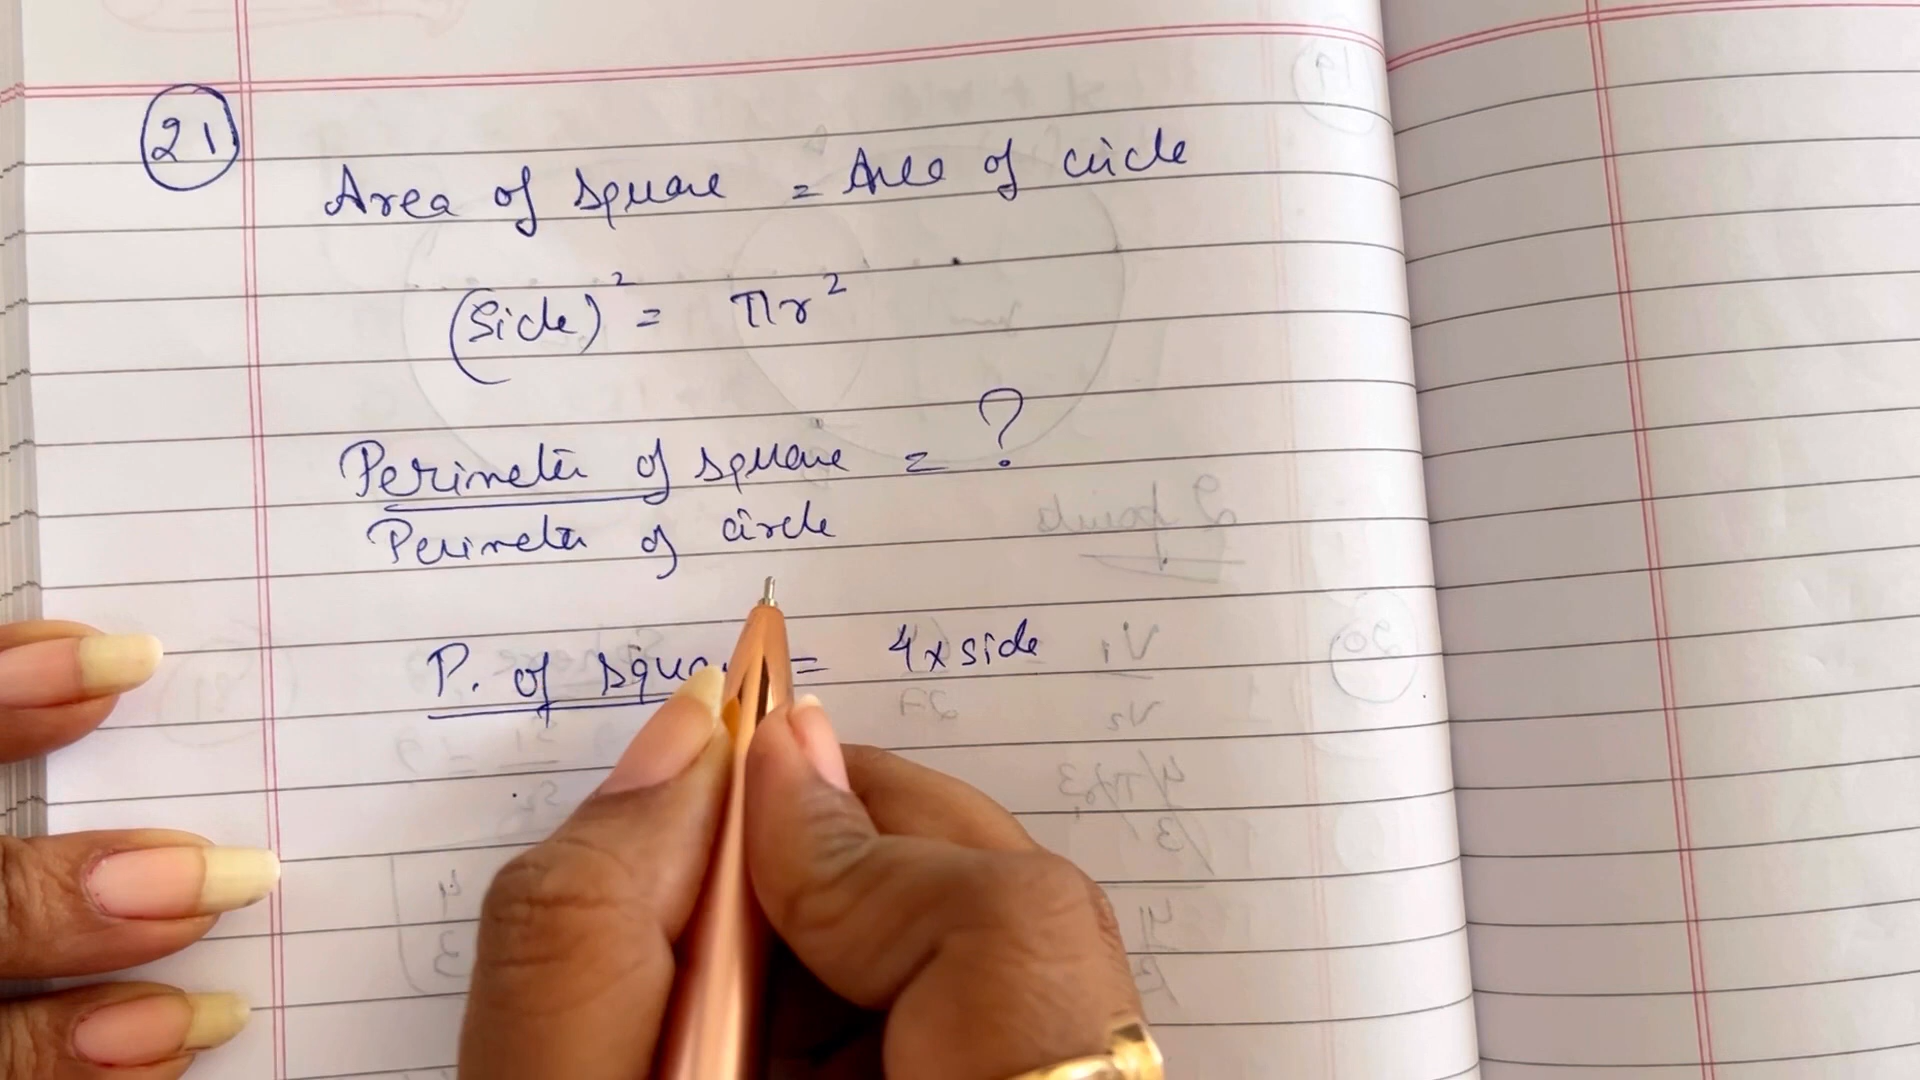 21
Area of square = Area of circle
(Side)² = πr²
Perimeter of square = ?
Perimeter of circle
P. of square = 4 x side